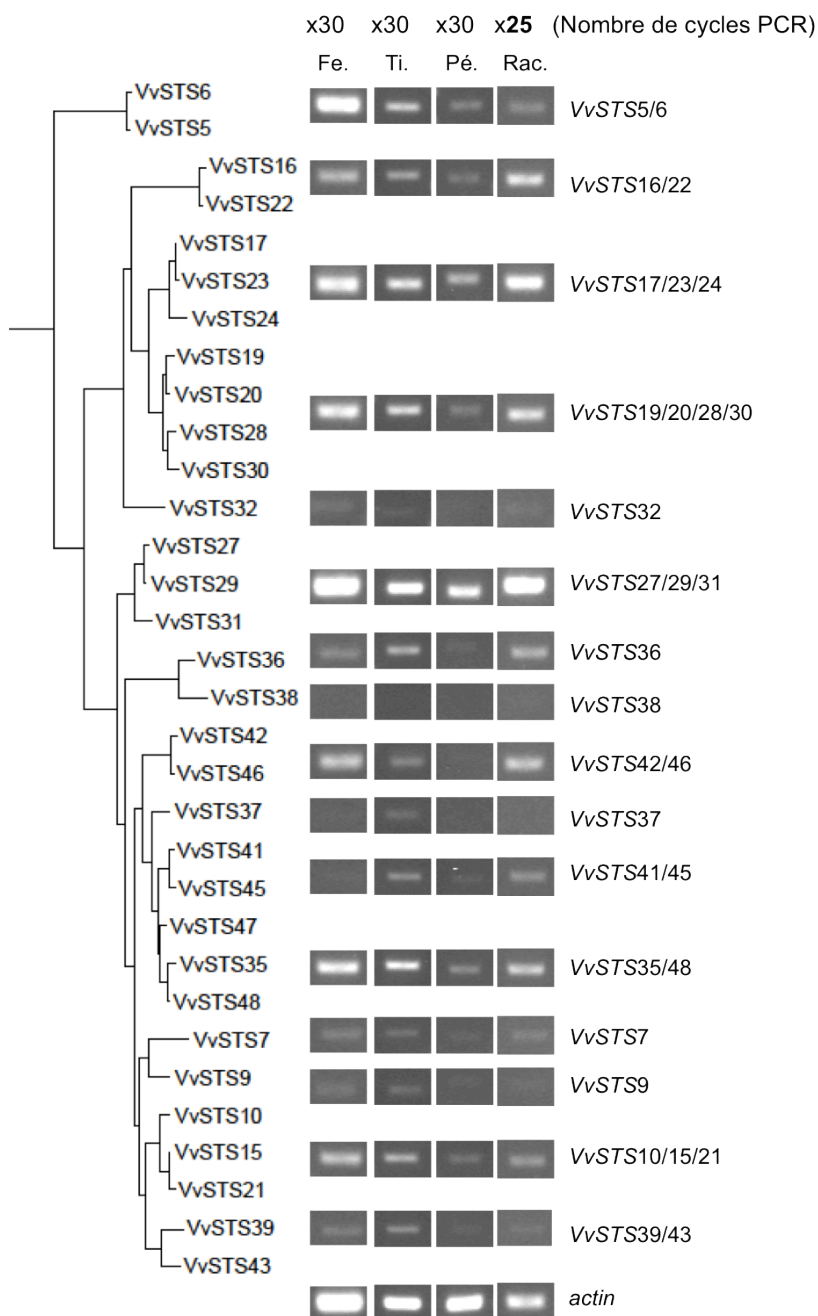 x30 x30 x30 x25 (Nombre de cycles PCR)
Fe. Ti. Pé. Rac.
VvSTS6
VvSTS5/6
VvSTS5
VvSTS16
VvSTS16/22
VvSTS22
VvSTS17
VvSTS23
VvSTS17/23/24
VvSTS24
VvSTS19
VvSTS20
VvSTS19/20/28/30
VvSTS28
VvSTS30
VvSTS32
VvSTS32
VvSTS27
VvSTS29
VvSTS27/29/31
VvSTS31
VvSTS36
VvSTS36
VvSTS38
VvSTS38
VvSTS42
VvSTS42/46
VvSTS46
VvSTS37
VvSTS37
VvSTS41
VvSTS41/45
VvSTS45
VvSTS47
VvSTS35
VvSTS35/48
VvSTS48
VvSTS7
VvSTS7
VvSTS9
VvSTS9
VvSTS10
VvSTS15
VvSTS10/15/21
VvSTS21
VvSTS39
VvSTS39/43
VvSTS43
actin